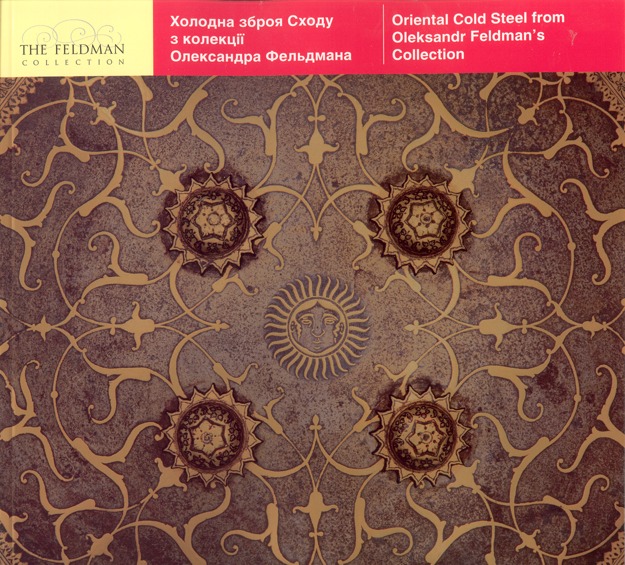 THE FELDMAN
COLLECTION
Холодна зброя Сходу
з колекції
Олександра Фельдмана
Oriental Cold Steel from
Oleksandr Feldman's
Collection